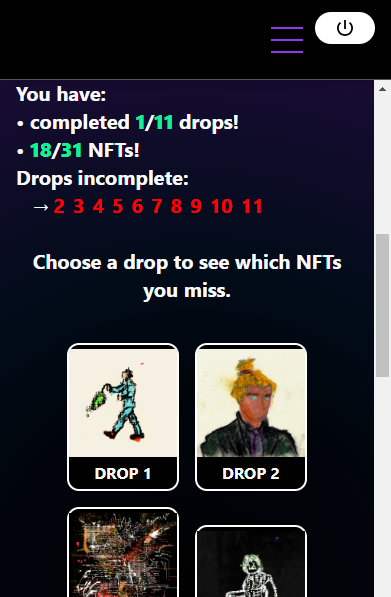 You have:
• completed 1/11 drops!
• 18/31 NFTs!
Drops incomplete:
→ 2 3 4 5 6 7 8 9 10 11
Choose a drop to see which NFTs
you miss.
DROP 1
DROP 2